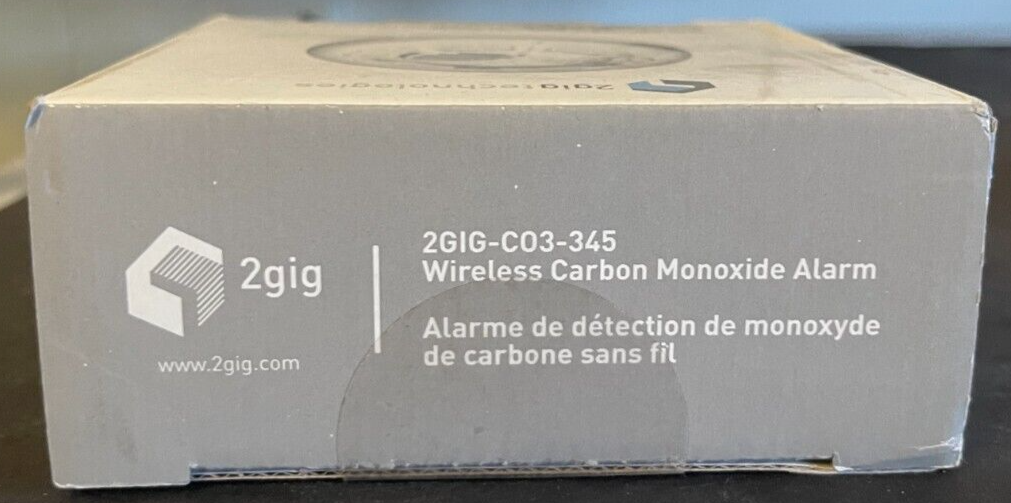 2gigtechnologies
2gig
www.2gig.com
2GIG-CO3-345
Wireless Carbon Monoxide Alarm
Alarme de détection de monoxyde
de carbone sans fil